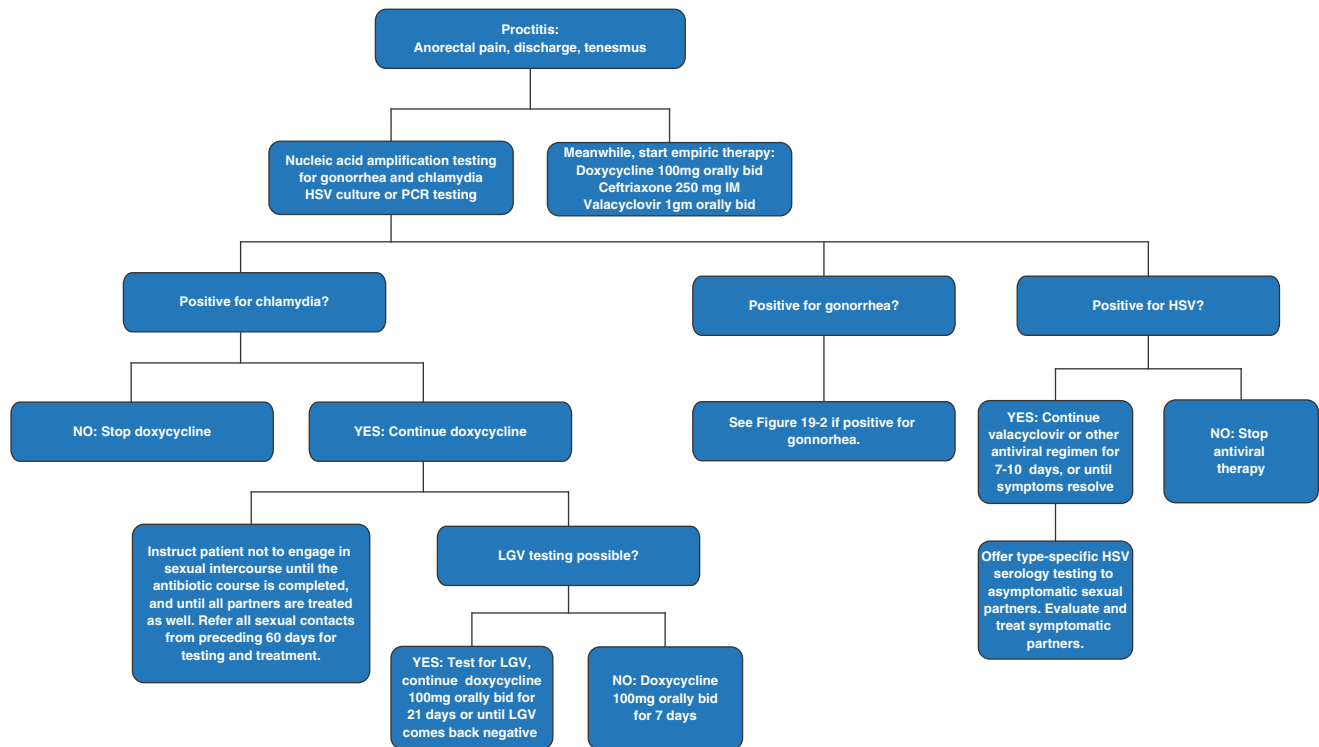 Proctitis:
Anorectal pain, discharge, tenesmus
Nucleic acid amplification testing
for gonorrhea and chlamydia
HSV culture or PCR testing
Meanwhile, start empiric therapy:
Doxycycline 100mg orally bid
Ceftriaxone 250 mg IM
Valacyclovir 1gm orally bid
Positive for chlamydia?
Positive for gonorrhea?
Positive for HSV?
NO: Stop doxycycline
YES: Continue doxycycline
See Figure 19-2 if positive for
gonnorhea.
YES: Continue
valacyclovir or other
antiviral regimen for
7-10 days, or until
symptoms resolve
NO: Stop
antiviral
therapy
Instruct patient not to engage in
sexual intercourse until the
antibiotic course is completed,
and until all partners are treated
as well. Refer all sexual contacts
from preceding 60 days for
testing and treatment.
LGV testing possible?
Offer type-specific HSV
serology testing to
asymptomatic sexual
partners. Evaluate and
treat symptomatic
partners.
YES: Test for LGV,
continue doxycycline
100mg orally bid for
21 days or until LGV
comes back negative
NO: Doxycycline
100mg orally bid
for 7 days